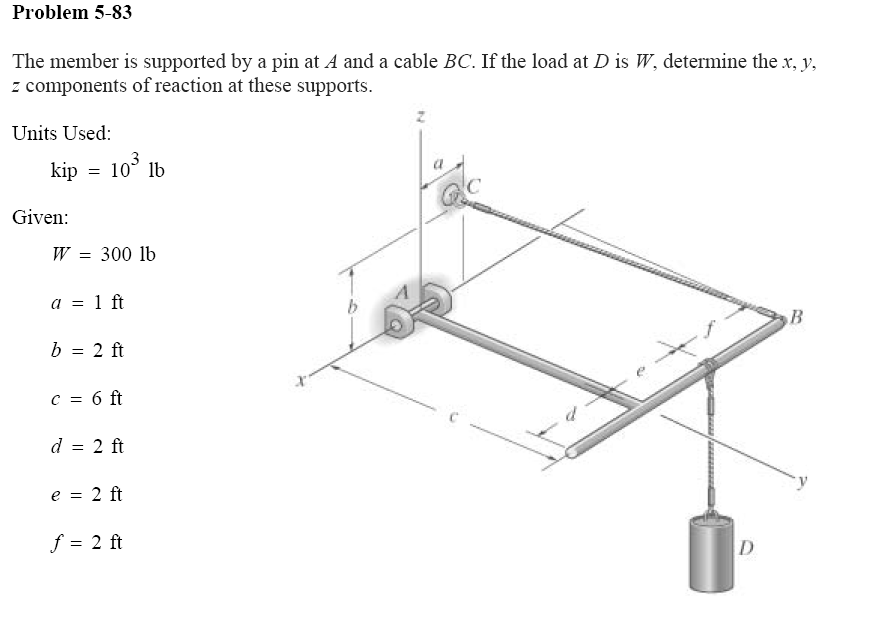 Problem 5-83
The member is supported by a pin at A and a cable BC. If the load at D is W, determine the x, y,
z components of reaction at these supports.
Units Used:
kip = 10³ lb
Given:
W = 300 lb
a = 1 ft
b = 2 ft
c = 6 ft
d = 2 ft
e = 2 ft
f = 2 ft
z
a
C
A
b
B
f
e
x
d
c
y
D